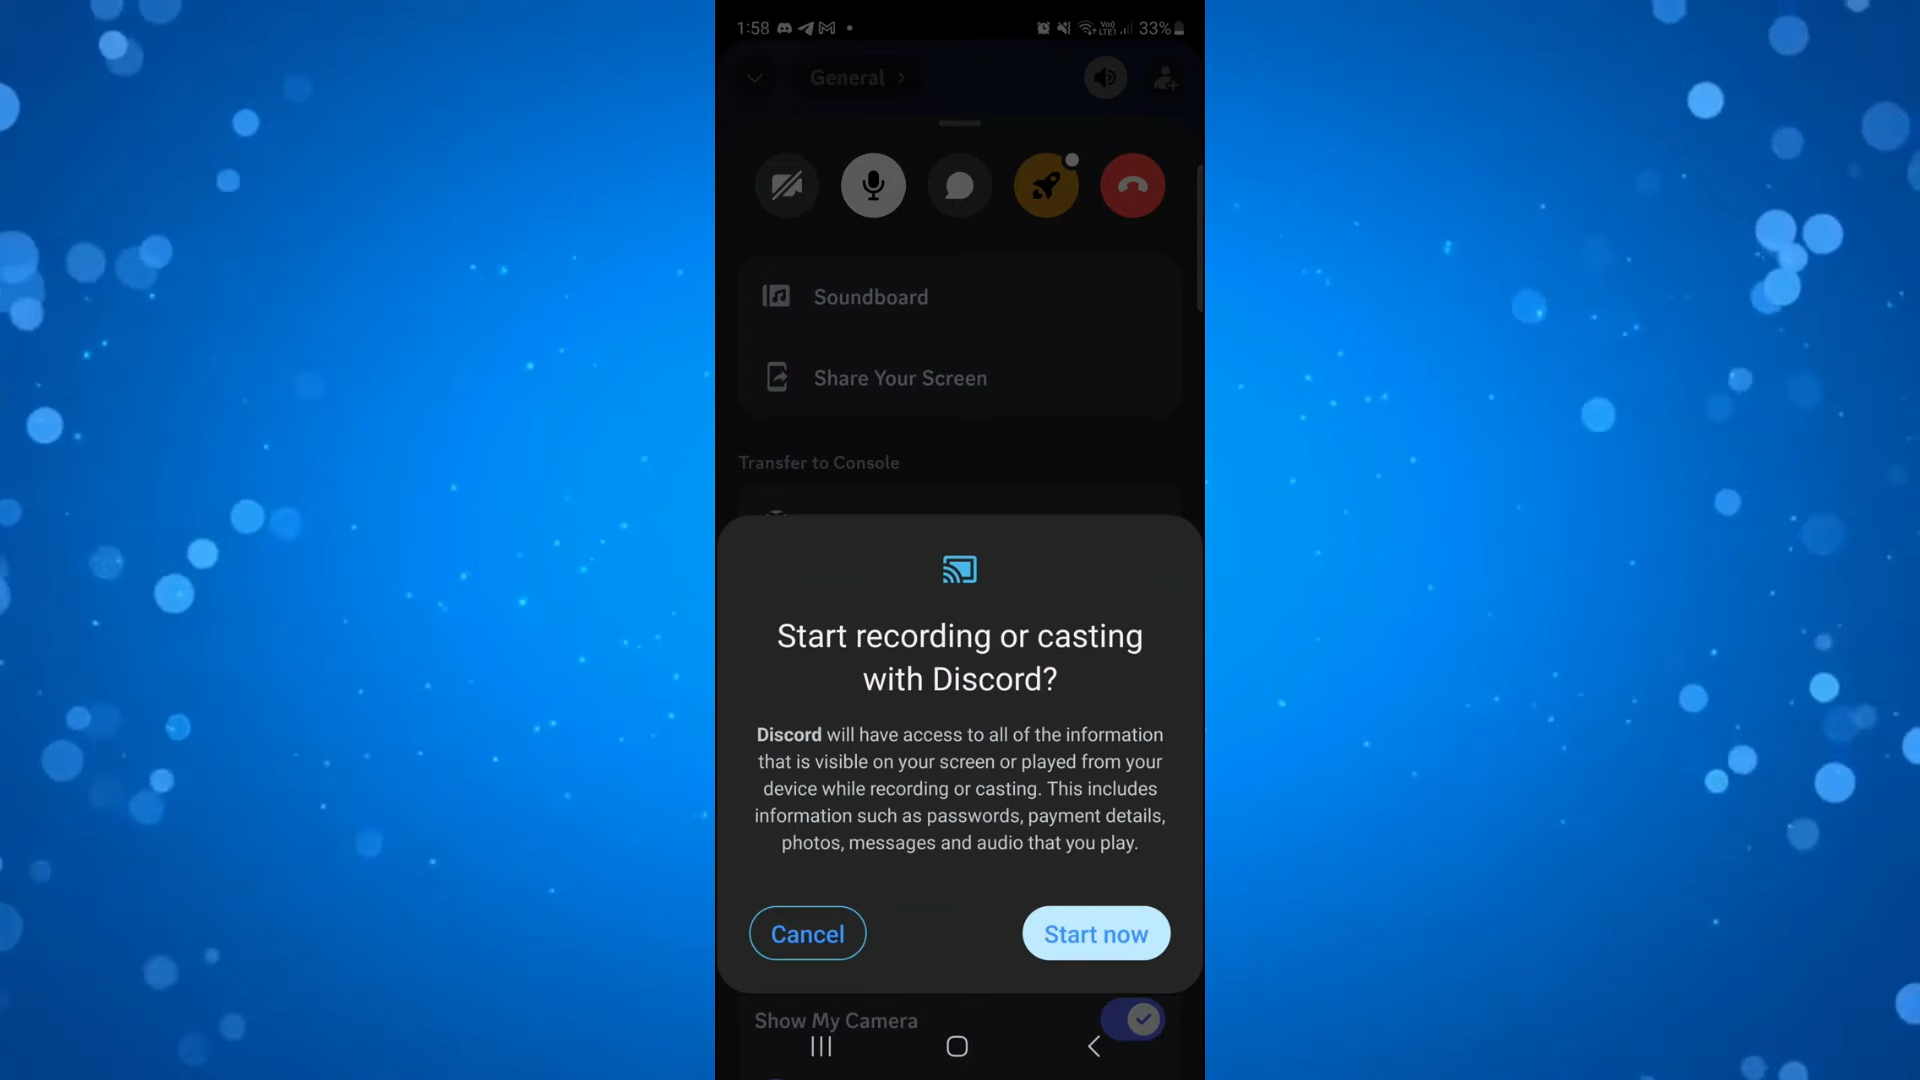 1:58
33%
General
Soundboard
Share Your Screen
Transfer to Console
Start recording or casting
with Discord?
Discord will have access to all of the information
that is visible on your screen or played from your
device while recording or casting. This includes
information such as passwords, payment details,
photos, messages and audio that you play.
Cancel
Start now
Show My Camera